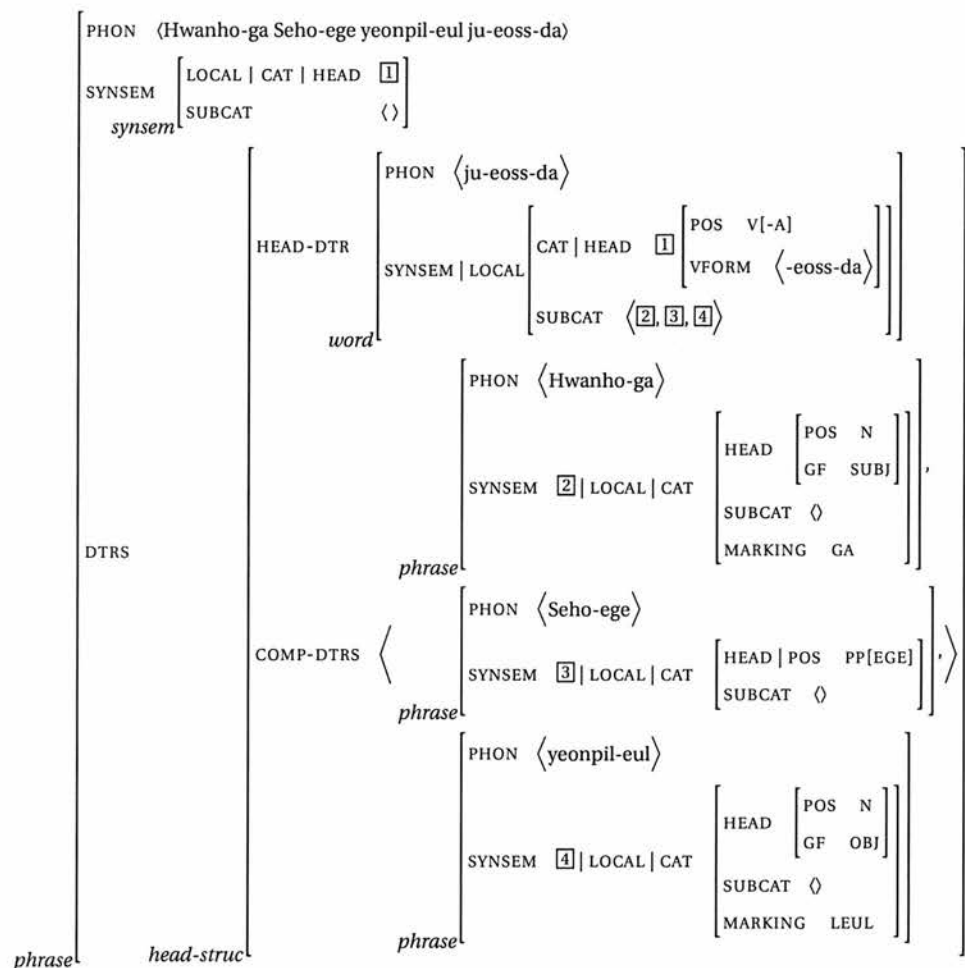 PHON ⟨Hwanho-ga Seho-ege yeonpil-eul ju-eoss-da⟩
LOCAL | CAT | HEAD 1
SYNSEM
SUBCAT ⟨⟩
synsem
PHON ⟨ju-eoss-da⟩
POS V[-A]
HEAD-DTR CAT | HEAD 1
SYNSEM | LOCAL VFORM ⟨-eoss-da⟩
SUBCAT ⟨2, 3, 4⟩
word
PHON ⟨Hwanho-ga⟩
POS N
HEAD
GF SUBJ
SYNSEM 2 | LOCAL | CAT ,
SUBCAT ⟨⟩
DTRS MARKING GA
phrase
PHON ⟨Seho-ege⟩
COMP-DTRS ⟨ HEAD | POS PP[EGE] , ⟩
SYNSEM 3 | LOCAL | CAT
SUBCAT ⟨⟩
phrase
PHON ⟨yeonpil-eul⟩
POS N
HEAD
GF OBJ
SYNSEM 4 | LOCAL | CAT
SUBCAT ⟨⟩
MARKING LEUL
phrase
phrase head-struc